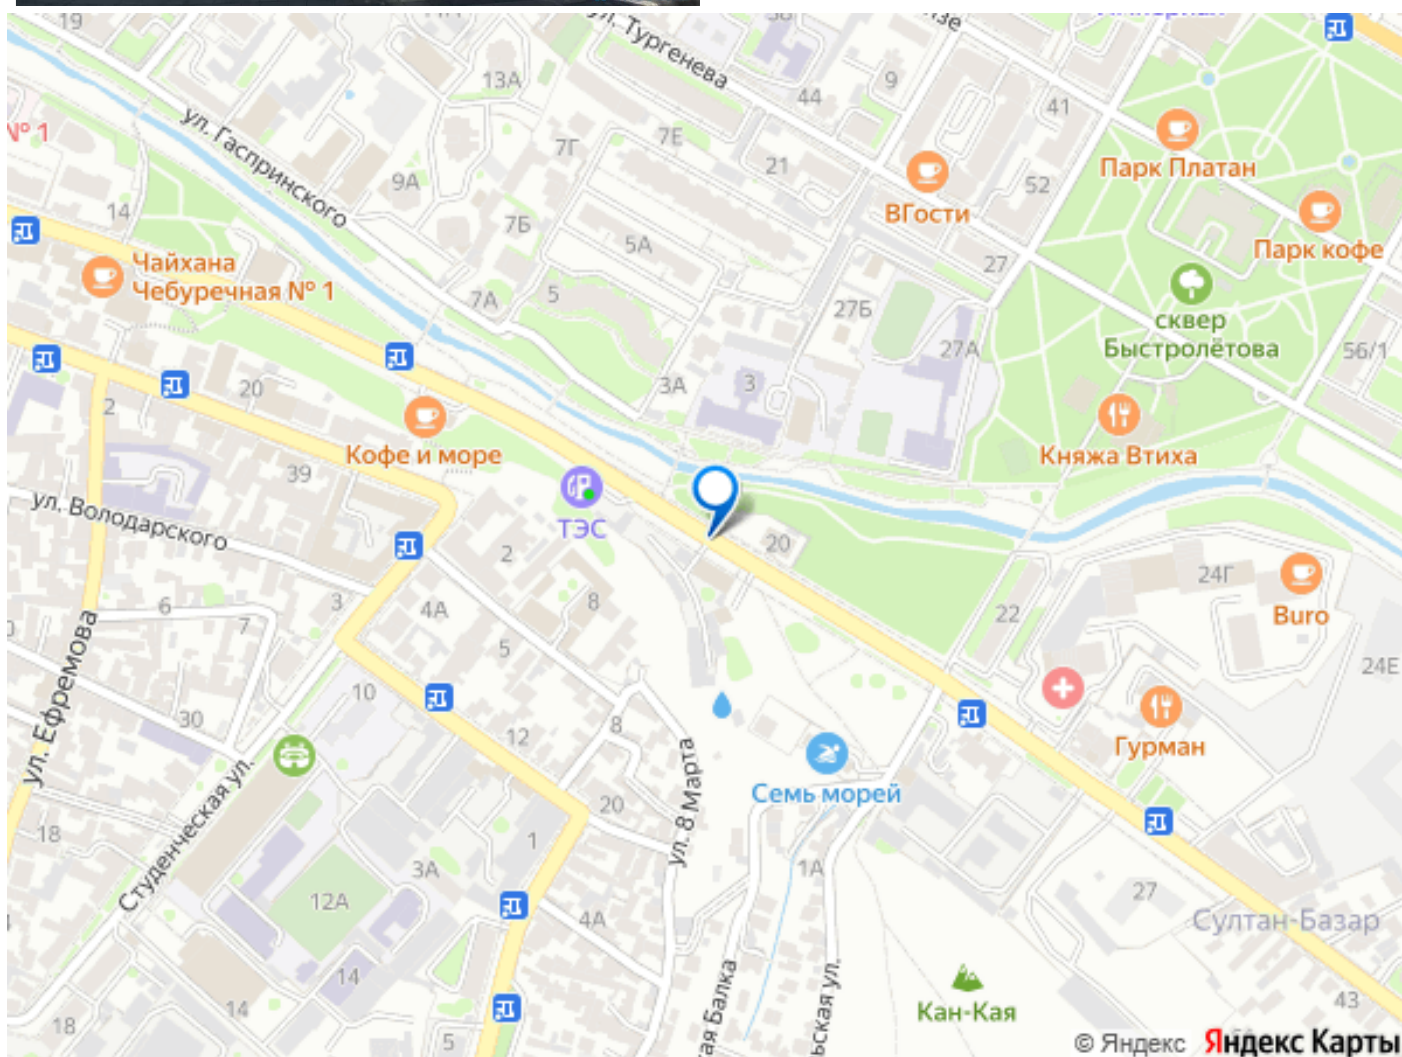 19
ул. Тургенева
13А
44
9
41
№ 1
ул. Гаспринского
7Г
7Е
21
Парк Платан
9А
52
14
ВГости
7Б
5А
Парк кофе
Чайхана
Чебуречная № 1
27
7А
5
27Б
сквер
Быстролётова
27А
56/1
20
3А
3
2
Кофе и море
Княжа Втиха
39
ул. Володарского
ТЭС
20
2
24Г
Buro
6
3
4А
8
22
7
5
24Е
ул. Ефремова
10
30
8
12
Гурман
ул. 8 Марта
Семь морей
20
18
1
Студенческая ул.
3А
1А
27
12А
4А
Султан-Базар
14
14
Кан-Кая
43
18
5
© Яндекс Яндекс Карты